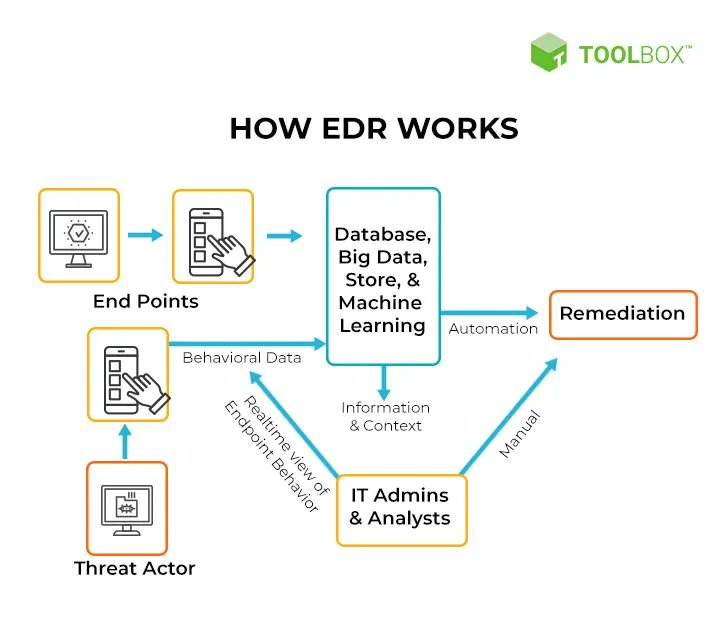 TOOLBOX™
HOW EDR WORKS
End Points
Database,
Big Data,
Store, &
Machine
Learning
Automation
Remediation
Behavioral Data
Information
& Context
Realtime view of
Endpoint Behavior
Manual
IT Admins
& Analysts
Threat Actor